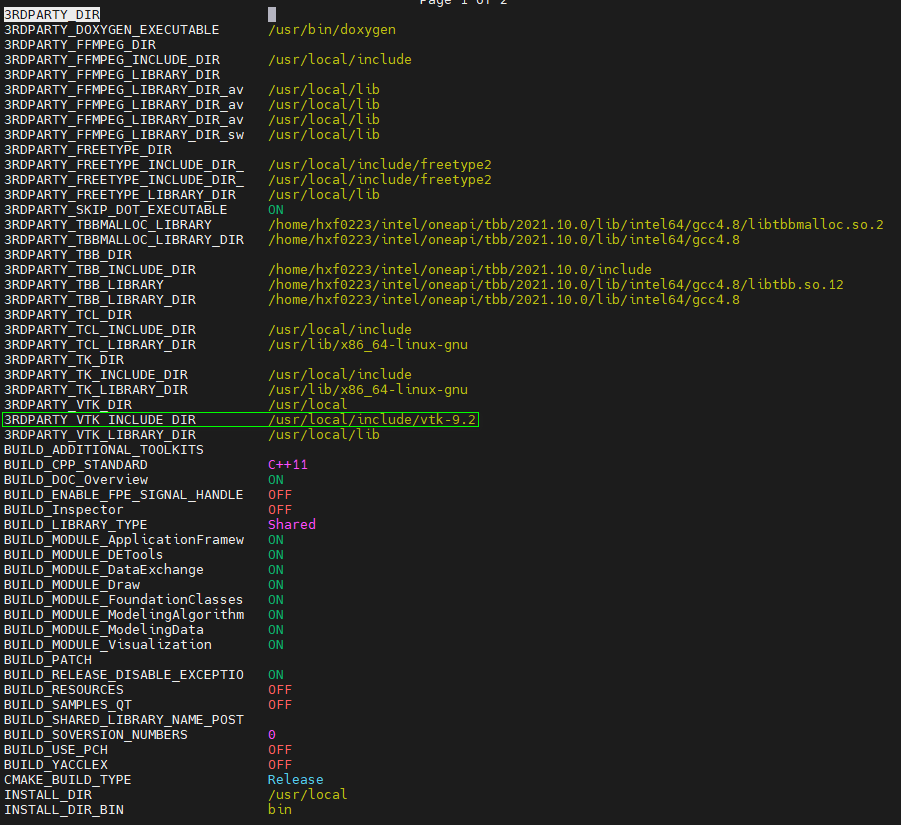 Page 1 of 2
3RDPARTY_DIR
3RDPARTY_DOXYGEN_EXECUTABLE /usr/bin/doxygen
3RDPARTY_FFMPEG_DIR
3RDPARTY_FFMPEG_INCLUDE_DIR /usr/local/include
3RDPARTY_FFMPEG_LIBRARY_DIR
3RDPARTY_FFMPEG_LIBRARY_DIR_av /usr/local/lib
3RDPARTY_FFMPEG_LIBRARY_DIR_av /usr/local/lib
3RDPARTY_FFMPEG_LIBRARY_DIR_av /usr/local/lib
3RDPARTY_FFMPEG_LIBRARY_DIR_sw /usr/local/lib
3RDPARTY_FREETYPE_DIR
3RDPARTY_FREETYPE_INCLUDE_DIR_ /usr/local/include/freetype2
3RDPARTY_FREETYPE_INCLUDE_DIR_ /usr/local/include/freetype2
3RDPARTY_FREETYPE_LIBRARY_DIR /usr/local/lib
3RDPARTY_SKIP_DOT_EXECUTABLE ON
3RDPARTY_TBBMALLOC_LIBRARY /home/hxf0223/intel/oneapi/tbb/2021.10.0/lib/intel64/gcc4.8/libtbbmalloc.so.2
3RDPARTY_TBBMALLOC_LIBRARY_DIR /home/hxf0223/intel/oneapi/tbb/2021.10.0/lib/intel64/gcc4.8
3RDPARTY_TBB_DIR
3RDPARTY_TBB_INCLUDE_DIR /home/hxf0223/intel/oneapi/tbb/2021.10.0/include
3RDPARTY_TBB_LIBRARY /home/hxf0223/intel/oneapi/tbb/2021.10.0/lib/intel64/gcc4.8/libtbb.so.12
3RDPARTY_TBB_LIBRARY_DIR /home/hxf0223/intel/oneapi/tbb/2021.10.0/lib/intel64/gcc4.8
3RDPARTY_TCL_DIR
3RDPARTY_TCL_INCLUDE_DIR /usr/local/include
3RDPARTY_TCL_LIBRARY_DIR /usr/lib/x86_64-linux-gnu
3RDPARTY_TK_DIR
3RDPARTY_TK_INCLUDE_DIR /usr/local/include
3RDPARTY_TK_LIBRARY_DIR /usr/lib/x86_64-linux-gnu
3RDPARTY_VTK_DIR /usr/local
3RDPARTY_VTK_INCLUDE_DIR /usr/local/include/vtk-9.2
3RDPARTY_VTK_LIBRARY_DIR /usr/local/lib
BUILD_ADDITIONAL_TOOLKITS
BUILD_CPP_STANDARD C++11
BUILD_DOC_Overview ON
BUILD_ENABLE_FPE_SIGNAL_HANDLE OFF
BUILD_Inspector OFF
BUILD_LIBRARY_TYPE Shared
BUILD_MODULE_ApplicationFramew ON
BUILD_MODULE_DETools ON
BUILD_MODULE_DataExchange ON
BUILD_MODULE_Draw ON
BUILD_MODULE_FoundationClasses ON
BUILD_MODULE_ModelingAlgorithm ON
BUILD_MODULE_ModelingData ON
BUILD_MODULE_Visualization ON
BUILD_PATCH
BUILD_RELEASE_DISABLE_EXCEPTIO ON
BUILD_RESOURCES OFF
BUILD_SAMPLES_QT OFF
BUILD_SHARED_LIBRARY_NAME_POST
BUILD_SOVERSION_NUMBERS 0
BUILD_USE_PCH OFF
BUILD_YACCLEX OFF
CMAKE_BUILD_TYPE Release
INSTALL_DIR /usr/local
INSTALL_DIR_BIN bin